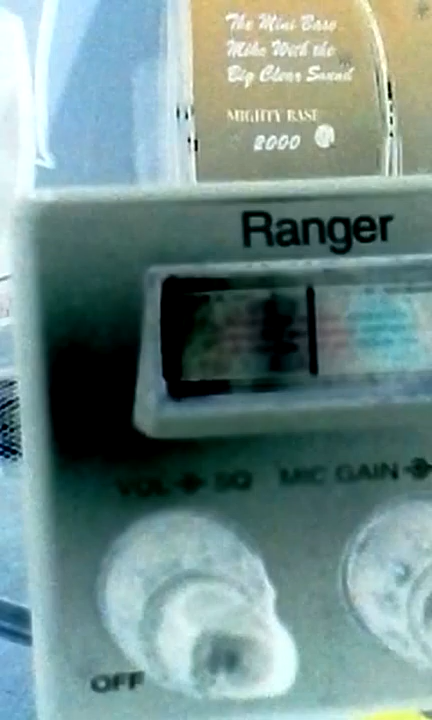 The Mini Base
Mike With the
Big Clear Sound
MIGHTY BASE
2000
Ranger
VOL SQ MIC GAIN
OFF